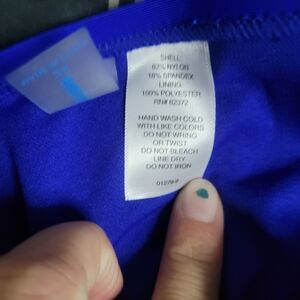 SHELL:
82% NYLON
18% SPANDEX
LINING:
100% POLYESTER
RN# 62372
HAND WASH COLD
WITH LIKE COLORS
DO NOT WRING
OR TWIST
DO NOT BLEACH
LINE DRY
DO NOT IRON